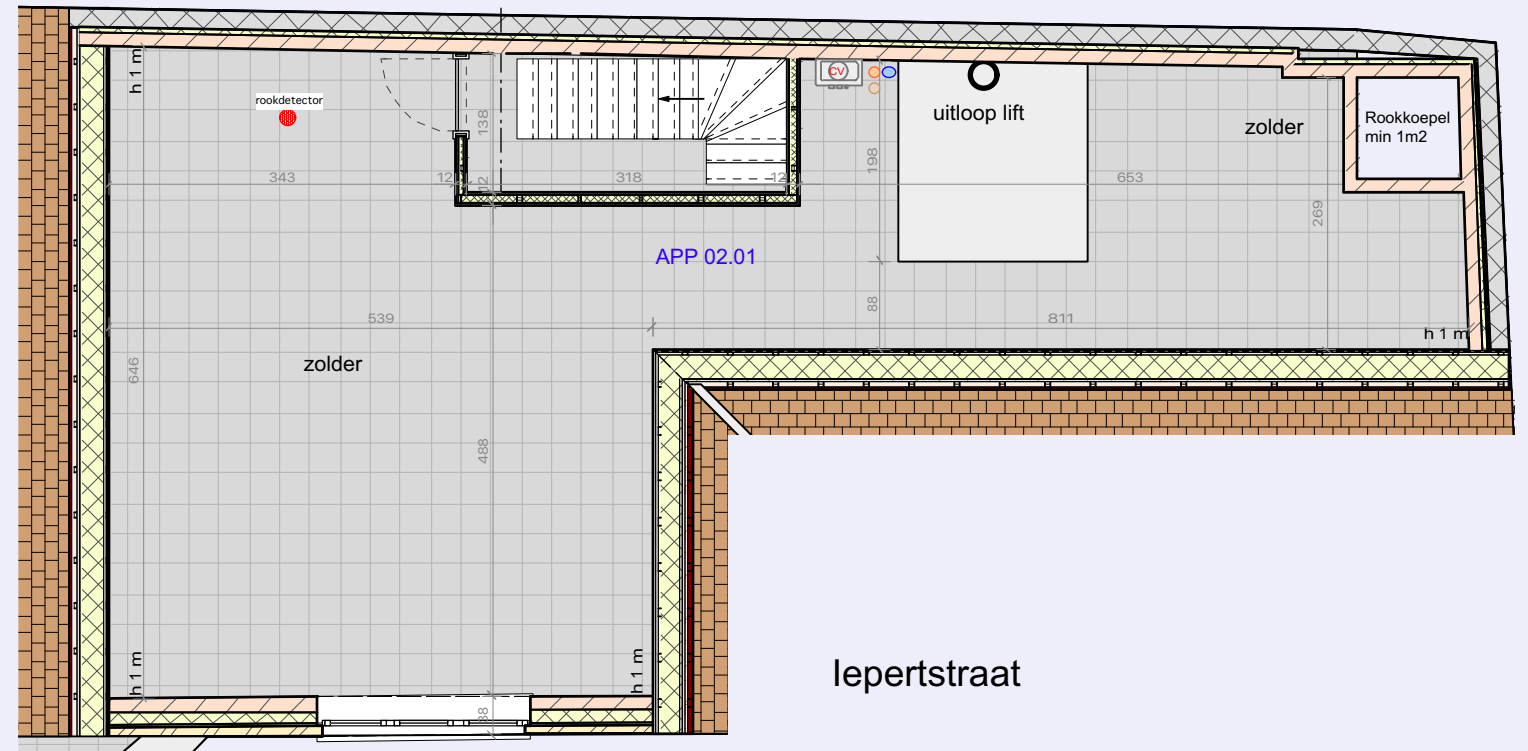 h 1 m
rookdetector
138
CV
uitloop lift
zolder
Rookkoepel
min 1m2
343
12
12
318
12
198
653
269
APP 02.01
88
539
811
h 1 m
zolder
646
488
h 1 m
h 1 m
38
Iepertstraat